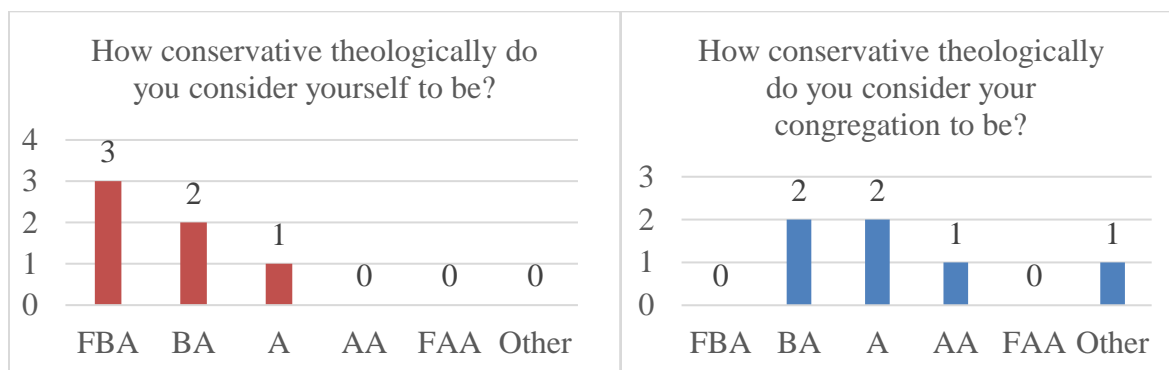 How conservative theologically do
you consider yourself to be?
4
3
2
1
0
3
2
1
0
0
0
FBA
BA
A
AA
FAA
Other
How conservative theologically
do you consider your
congregation to be?
3
2
1
0
0
2
2
1
0
1
FBA
BA
A
AA
FAA
Other